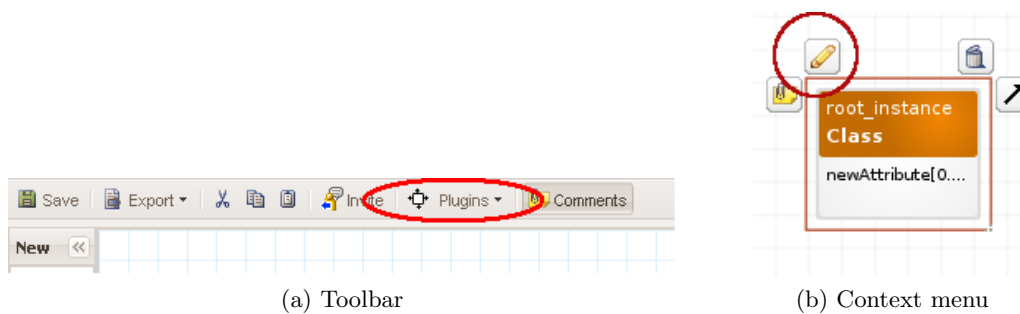 root_instance
Class
newAttribute[0....
Save Export Invite Plugins Comments
New
(a) Toolbar
(b) Context menu